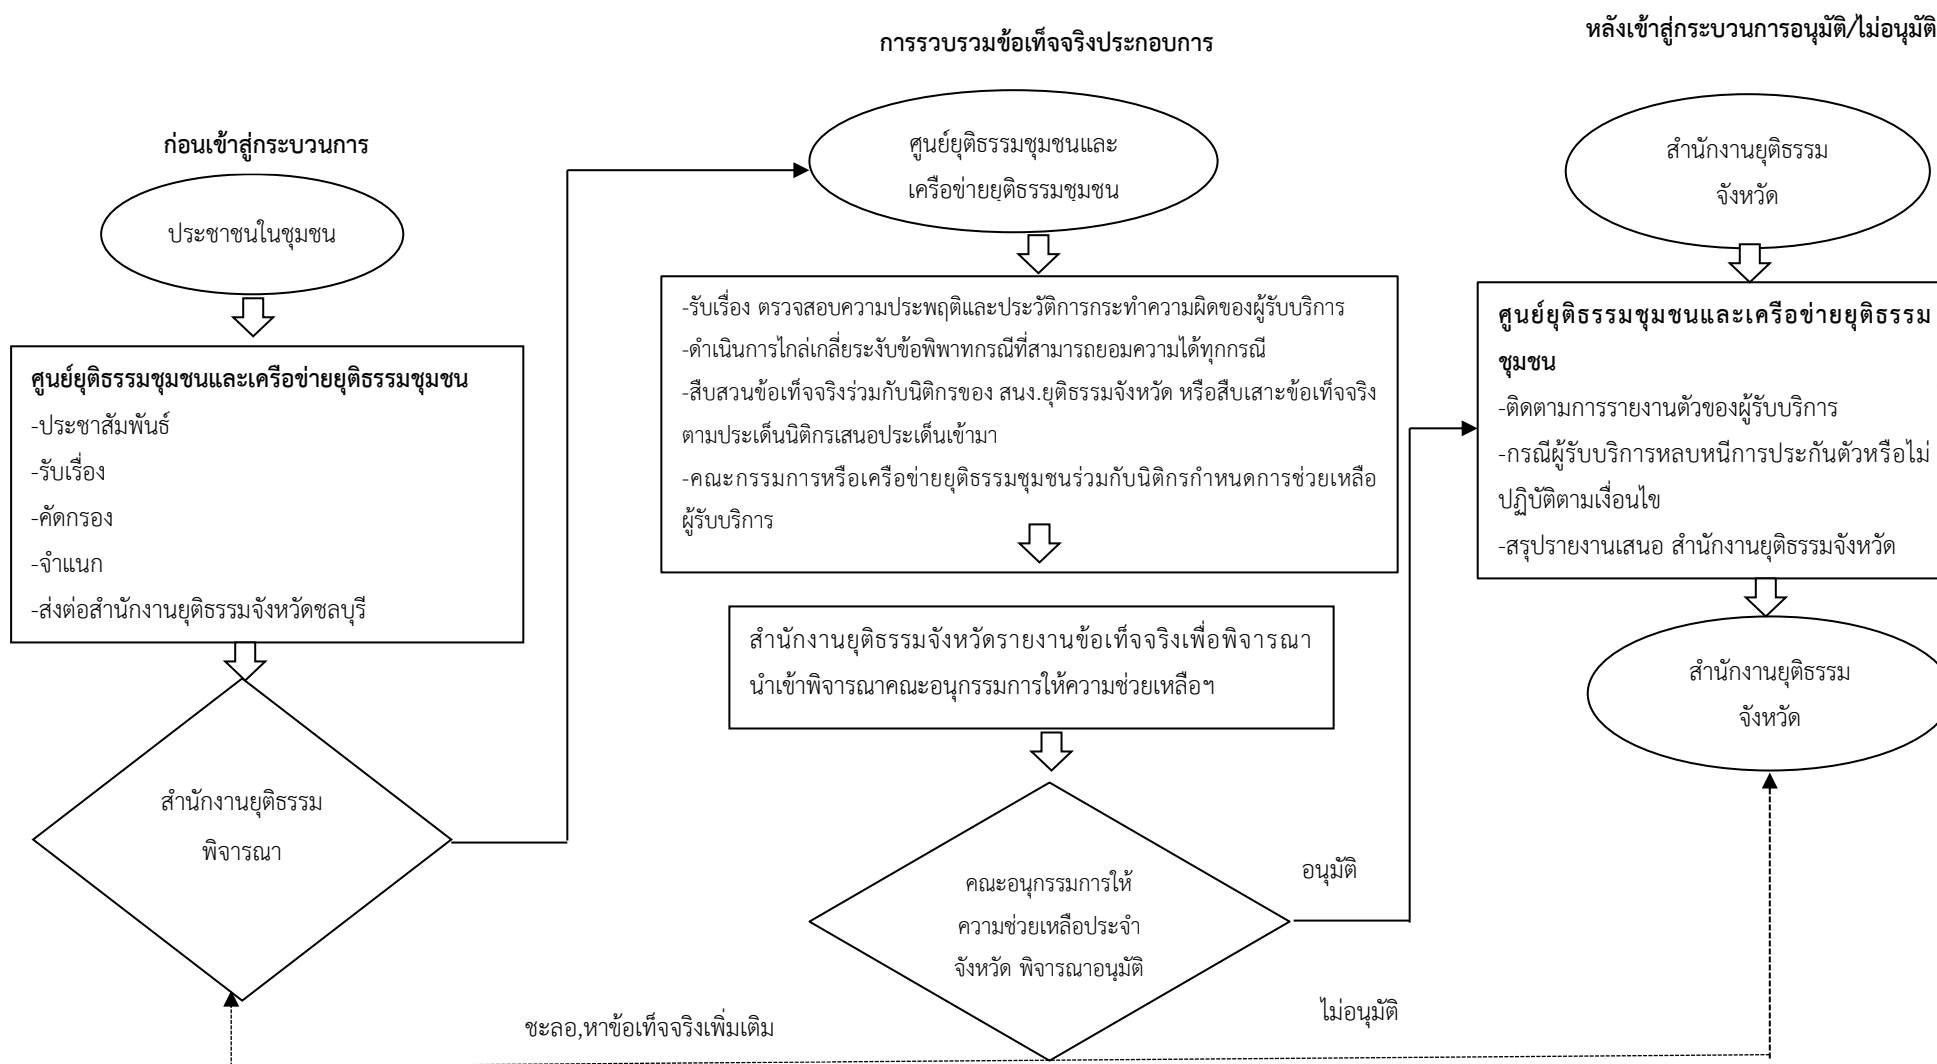 ก่อนเข้าสู่กระบวนการ
ประชาชนในชุมชน
ศูนย์ยุติธรรมชุมชนและเครือข่ายยุติธรรมชุมชน
-ประชาสัมพันธ์
-รับเรื่อง
-คัดกรอง
-จำแนก
-ส่งต่อสำนักงานยุติธรรมจังหวัดชลบุรี
สำนักงานยุติธรรม
พิจารณา
การรวบรวมข้อเท็จจริงประกอบการ
ศูนย์ยุติธรรมชุมชนและ
เครือข่ายยุติธรรมชุมชน
-รับเรื่อง ตรวจสอบความประพฤติและประวัติการกระทำความผิดของผู้รับบริการ
-ดำเนินการไกล่เกลี่ยระงับข้อพิพาทกรณีที่สามารถยอมความได้ทุกกรณี
-สืบสวนข้อเท็จจริงร่วมกับนิติกรของ สนง.ยุติธรรมจังหวัด หรือสืบเสาะข้อเท็จจริง
ตามประเด็นนิติกรเสนอประเด็นเข้ามา
-คณะกรรมการหรือเครือข่ายยุติธรรมชุมชนร่วมกับนิติกรกำหนดการช่วยเหลือ
ผู้รับบริการ
สำนักงานยุติธรรมจังหวัดรายงานข้อเท็จจริงเพื่อพิจารณา
นำเข้าพิจารณาคณะอนุกรรมการให้ความช่วยเหลือฯ
คณะอนุกรรมการให้
ความช่วยเหลือประจำ
จังหวัด พิจารณาอนุมัติ
อนุมัติ
ไม่อนุมัติ
ชะลอ,หาข้อเท็จจริงเพิ่มเติม
หลังเข้าสู่กระบวนการอนุมัติ/ไม่อนุมัติ
สำนักงานยุติธรรม
จังหวัด
ศูนย์ยุติธรรมชุมชนและเครือข่ายยุติธรรม
ชุมชน
-ติดตามการรายงานตัวของผู้รับบริการ
-กรณีผู้รับบริการหลบหนีการประกันตัวหรือไม่
ปฏิบัติตามเงื่อนไข
-สรุปรายงานเสนอ สำนักงานยุติธรรมจังหวัด
สำนักงานยุติธรรม
จังหวัด